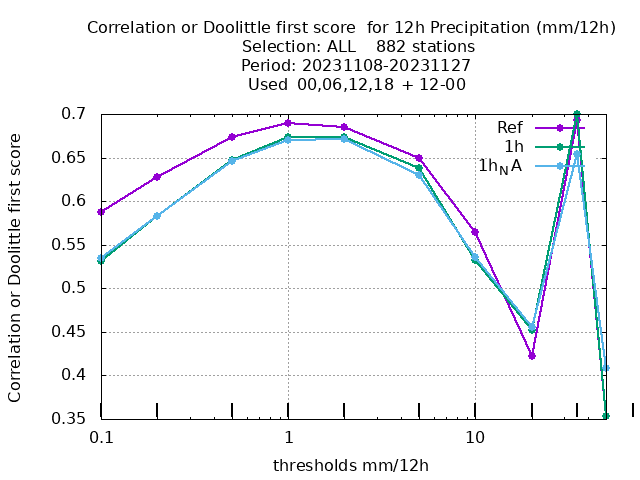 Correlation or Doolittle first score  for 12h Precipitation (mm/12h)
Selection: ALL    882 stations
Period: 20231108-20231127
Used  00,06,12,18  + 12-00
Correlation or Doolittle first score
0.7
0.65
0.6
0.55
0.5
0.45
0.4
0.35
Ref
1h
1h_NA
0.1
1
10
thresholds mm/12h